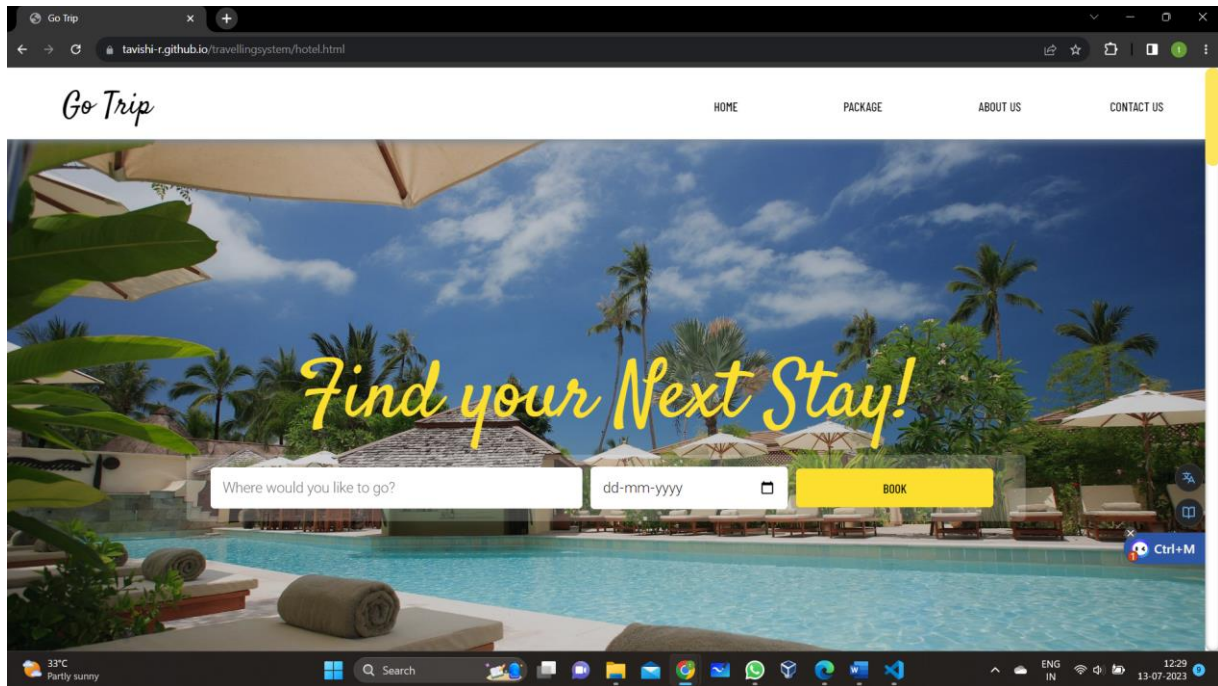 Go Trip
tavishi-r.github.io/travellingsystem/hotel.html
Go Trip
HOME PACKAGE ABOUT US CONTACT US
Find your Next Stay!
Where would you like to go? dd-mm-yyyy BOOK
Ctrl+M
1
33°C
Partly sunny
Search
ENG
IN
12:29
13-07-2023
9